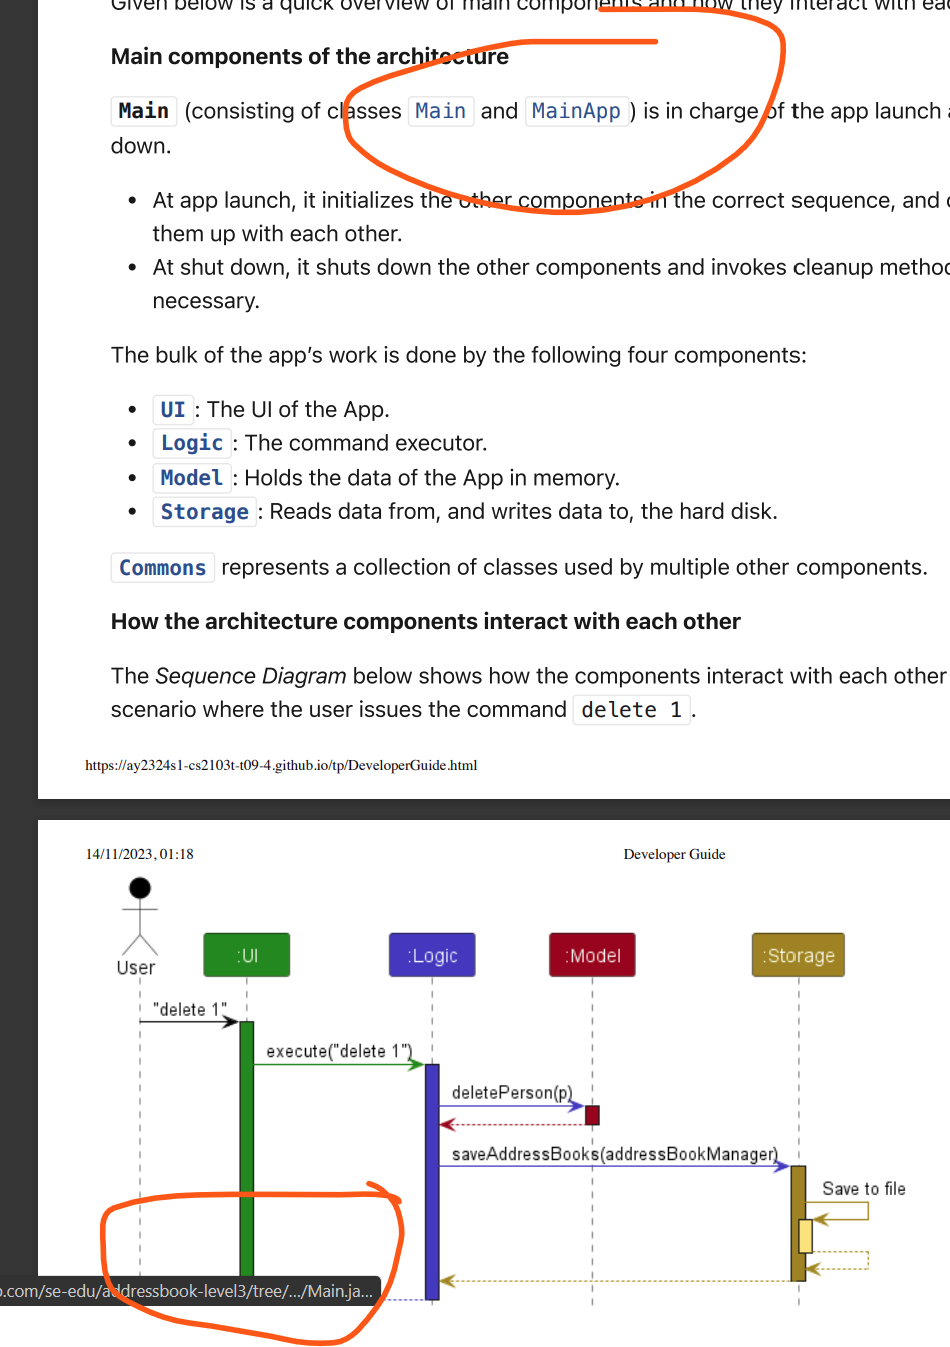 Given below is a quick overview of main components and how they interact with eac
Main components of the architecture
Main (consisting of classes Main and MainApp) is in charge of the app launch a
down.
• At app launch, it initializes the other components in the correct sequence, and c
them up with each other.
• At shut down, it shuts down the other components and invokes cleanup method
necessary.
The bulk of the app's work is done by the following four components:
• UI: The UI of the App.
• Logic: The command executor.
• Model: Holds the data of the App in memory.
• Storage: Reads data from, and writes data to, the hard disk.
Commons represents a collection of classes used by multiple other components.
How the architecture components interact with each other
The Sequence Diagram below shows how the components interact with each other
scenario where the user issues the command delete 1.
https://ay2324s1-cs2103t-t09-4.github.io/tp/DeveloperGuide.html
14/11/2023, 01:18 Developer Guide
User :UI :Logic :Model :Storage
"delete 1"
execute("delete 1")
deletePerson(p)
saveAddressBooks(addressBookManager)
Save to file
b.com/se-edu/addressbook-level3/tree/.../Main.ja...